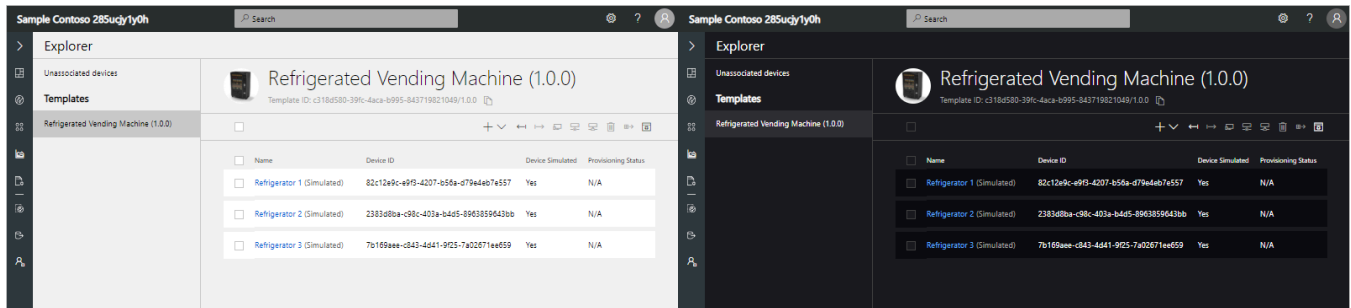 Sample Contoso 285ucjy1y0h
Search
?
Explorer
Unassociated devices
Templates
Refrigerated Vending Machine (1.0.0)
Refrigerated Vending Machine (1.0.0)
Template ID: c318d580-39fc-4aca-b995-843719821049/1.0.0
Name Device ID Device Simulated Provisioning Status
Refrigerator 1 (Simulated) 82c12e9c-e9f3-4207-b56a-d79e4eb7e557 Yes N/A
Refrigerator 2 (Simulated) 2383d8ba-c98c-403a-b4d5-8963859643bb Yes N/A
Refrigerator 3 (Simulated) 7b169aee-c843-4d41-9f25-7a02671ee659 Yes N/A
Sample Contoso 285ucjy1y0h
Search
?
Explorer
Unassociated devices
Templates
Refrigerated Vending Machine (1.0.0)
Refrigerated Vending Machine (1.0.0)
Template ID: c318d580-39fc-4aca-b995-843719821049/1.0.0
Name Device ID Device Simulated Provisioning Status
Refrigerator 1 (Simulated) 82c12e9c-e9f3-4207-b56a-d79e4eb7e557 Yes N/A
Refrigerator 2 (Simulated) 2383d8ba-c98c-403a-b4d5-8963859643bb Yes N/A
Refrigerator 3 (Simulated) 7b169aee-c843-4d41-9f25-7a02671ee659 Yes N/A